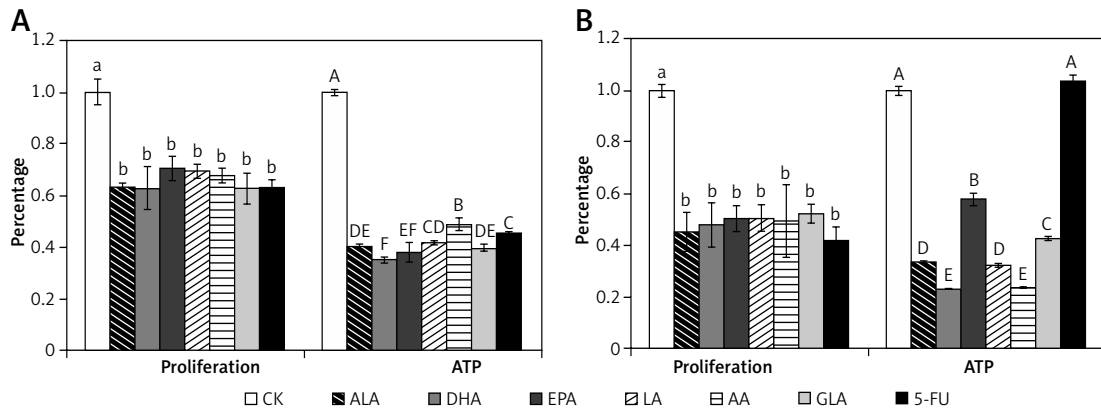 A
Percentage
1.2
1.0
0.8
0.6
0.4
0.2
0
a
b
b
b
b
b
b
b
A
DE
F
EF
CD
B
DE
C
Proliferation
ATP
B
Percentage
1.2
1.0
0.8
0.6
0.4
0.2
0
a
b
b
b
b
b
b
b
A
D
E
B
D
E
C
A
Proliferation
ATP
CK ALA DHA EPA LA AA GLA 5-FU